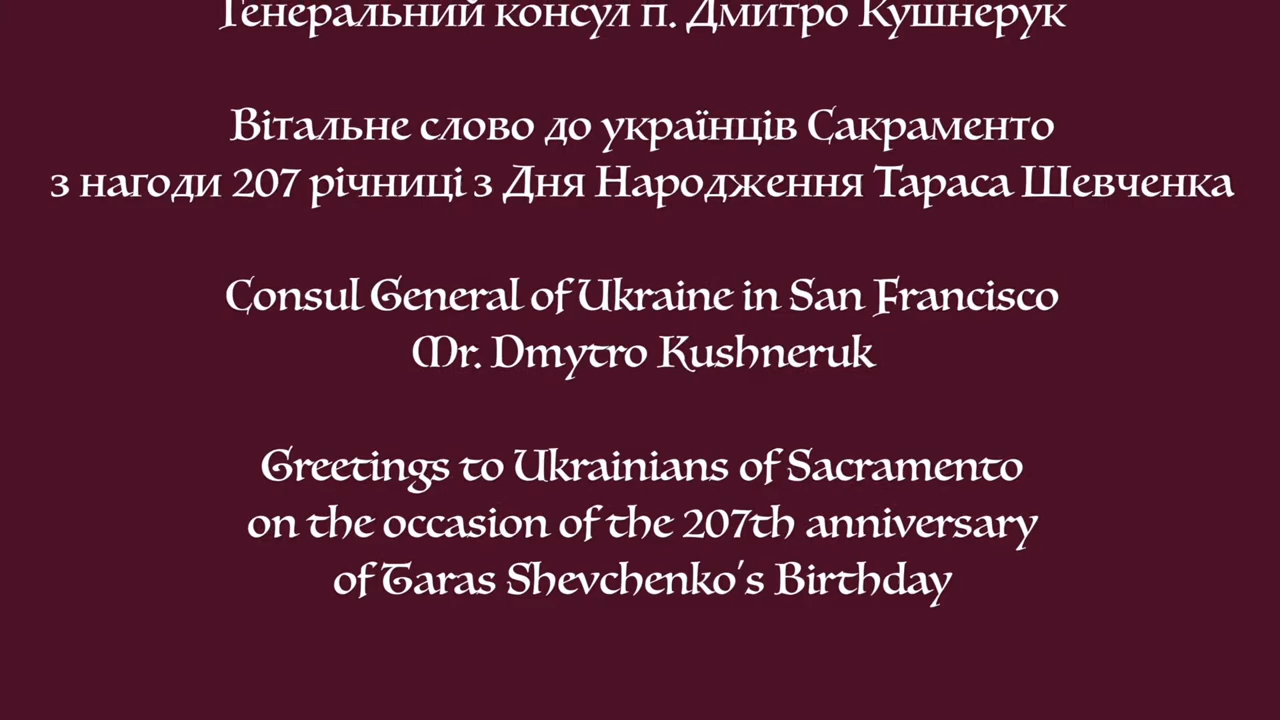 Генеральний консул п. Дмитро Кушнерук
Вітальне слово до українців Сакраменто
з нагоди 207 річниці з Дня Народження Тараса Шевченка
Consul General of Ukraine in San Francisco
Mr. Dmytro Kushneruk
Greetings to Ukrainians of Sacramento
on the occasion of the 207th anniversary
of Taras Shevchenko's Birthday